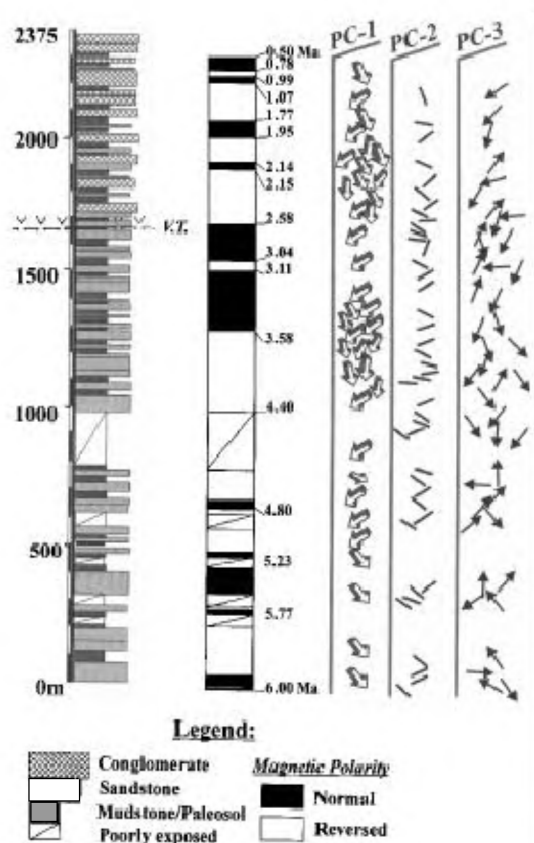 2375
2000
1500
1000
500
0m
V.T.
0.50 Ma
0.78
0.99
1.07
1.77
1.95
2.14
2.15
2.58
3.04
3.11
3.58
4.40
4.80
5.23
5.77
6.00 Ma
PC-1
PC-2
PC-3
Legend:
Conglomerate
Sandstone
Mudstone/Paleosol
Poorly exposed
Magnetic Polarity
Normal
Reversed